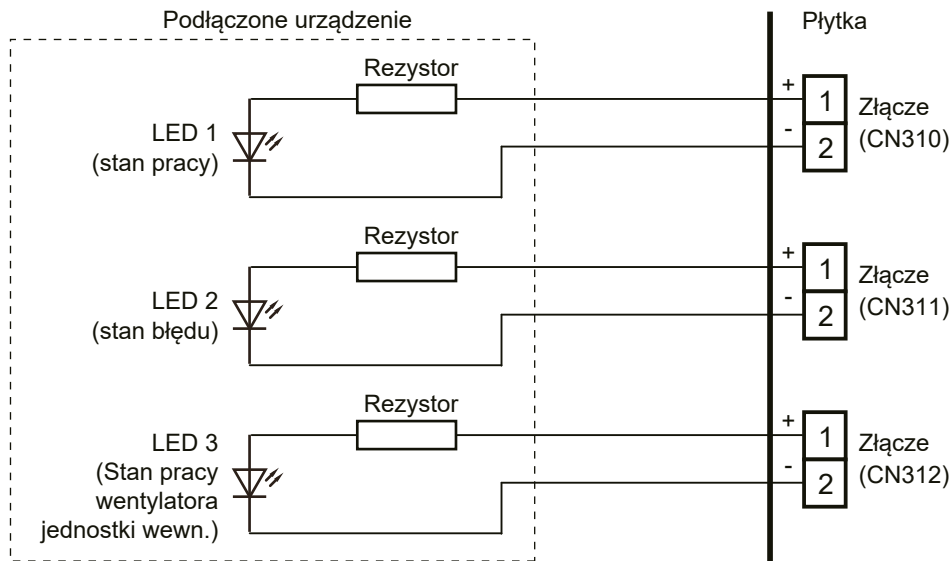 Podłączone urządzenie
Płytka
Rezystor
LED 1
(stan pracy)
+
-
1
2
Złącze
(CN310)
Rezystor
LED 2
(stan błędu)
+
-
1
2
Złącze
(CN311)
Rezystor
LED 3
(Stan pracy
wentylatora
jednostki wewn.)
+
-
1
2
Złącze
(CN312)